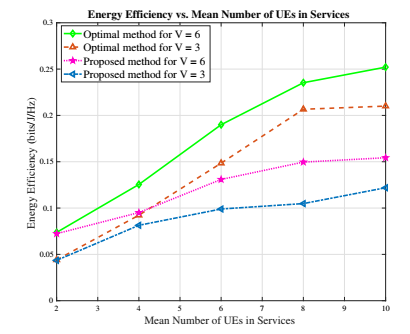 Energy Efficiency vs. Mean Number of UEs in Services
Optimal method for V = 6
Optimal method for V = 3
Proposed method for V = 6
Proposed method for V = 3
Energy Efficiency (bits/J/Hz)
0.3
0.25
0.2
0.15
0.1
0.05
0
2 3 4 5 6 7 8 9 10
Mean Number of UEs in Services